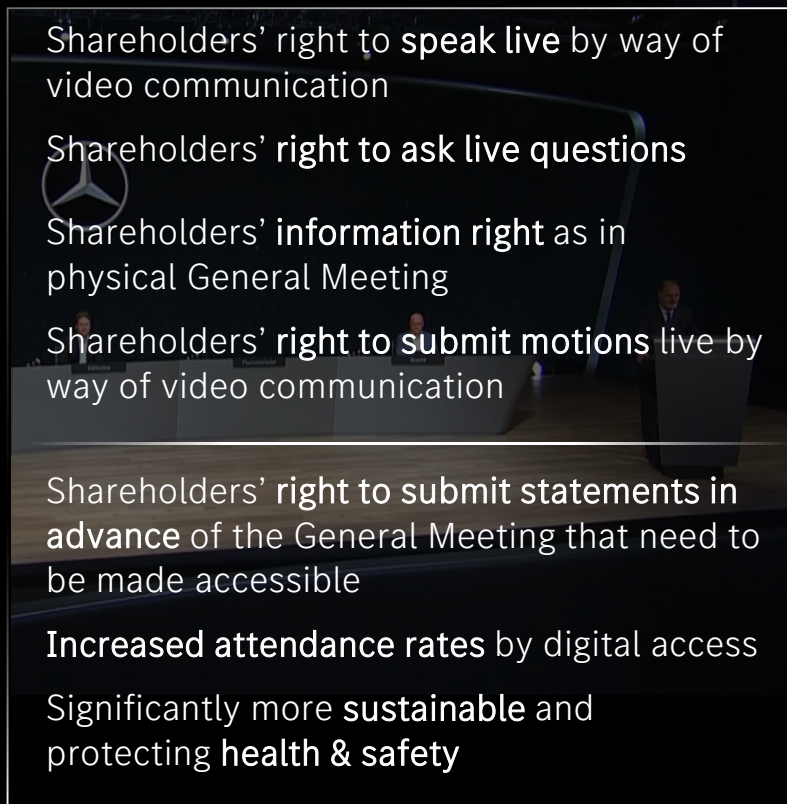 Shareholders’ right to speak live by way of
video communication
Shareholders’ right to ask live questions
Shareholders’ information right as in
physical General Meeting
Shareholders’ right to submit motions live by
way of video communication
Shareholders’ right to submit statements in
advance of the General Meeting that need to
be made accessible
Increased attendance rates by digital access
Significantly more sustainable and
protecting health & safety